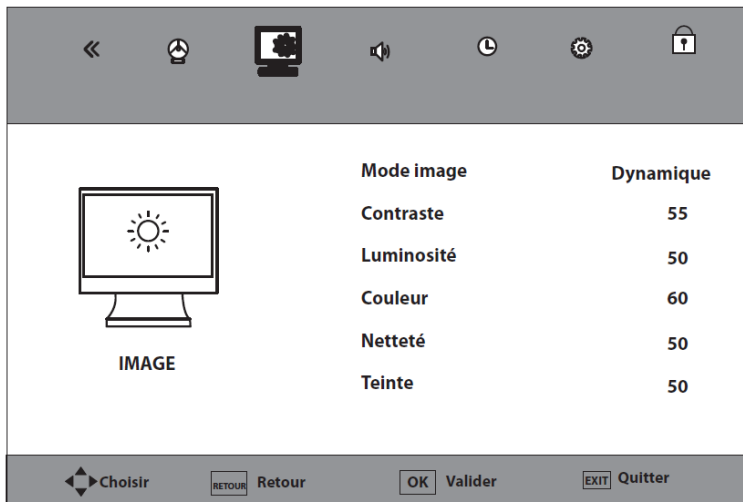 Mode image Dynamique
Contraste 55
Luminosité 50
Couleur 60
Netteté 50
Teinte 50
IMAGE
Choisir RETOUR Retour OK Valider EXIT Quitter